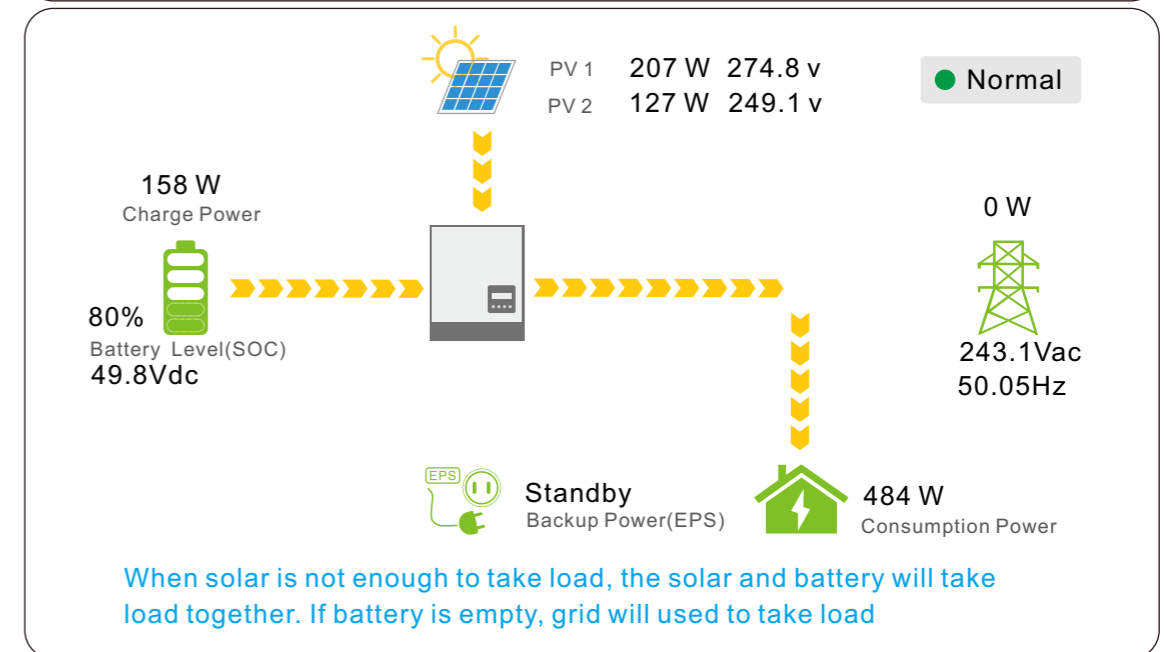 PV 1 207 W 274.8 v
PV 2 127 W 249.1 v
Normal
158 W
Charge Power
0 W
80%
Battery Level(SOC)
49.8Vdc
243.1Vac
50.05Hz
EPS
Standby
Backup Power(EPS)
484 W
Consumption Power
When solar is not enough to take load, the solar and battery will take
load together. If battery is empty, grid will used to take load